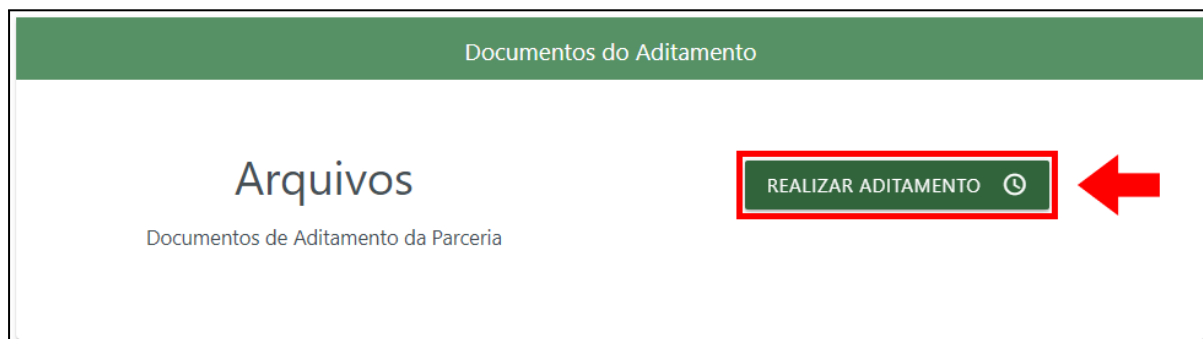 Documentos do Aditamento
Arquivos
REALIZAR ADITAMENTO
Documentos de Aditamento da Parceria